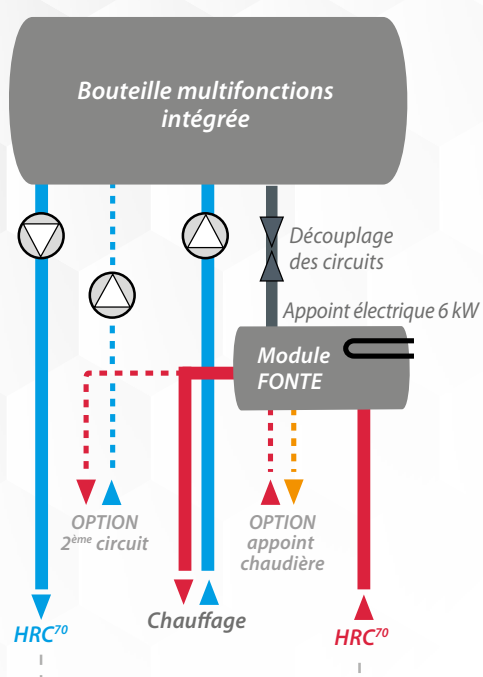 Bouteille multifonctions
intégrée
Découplage
des circuits
Appoint électrique 6 kW
Module
FONTE
OPTION
2ème circuit
OPTION
appoint
chaudière
Chauffage
HRC70
HRC70